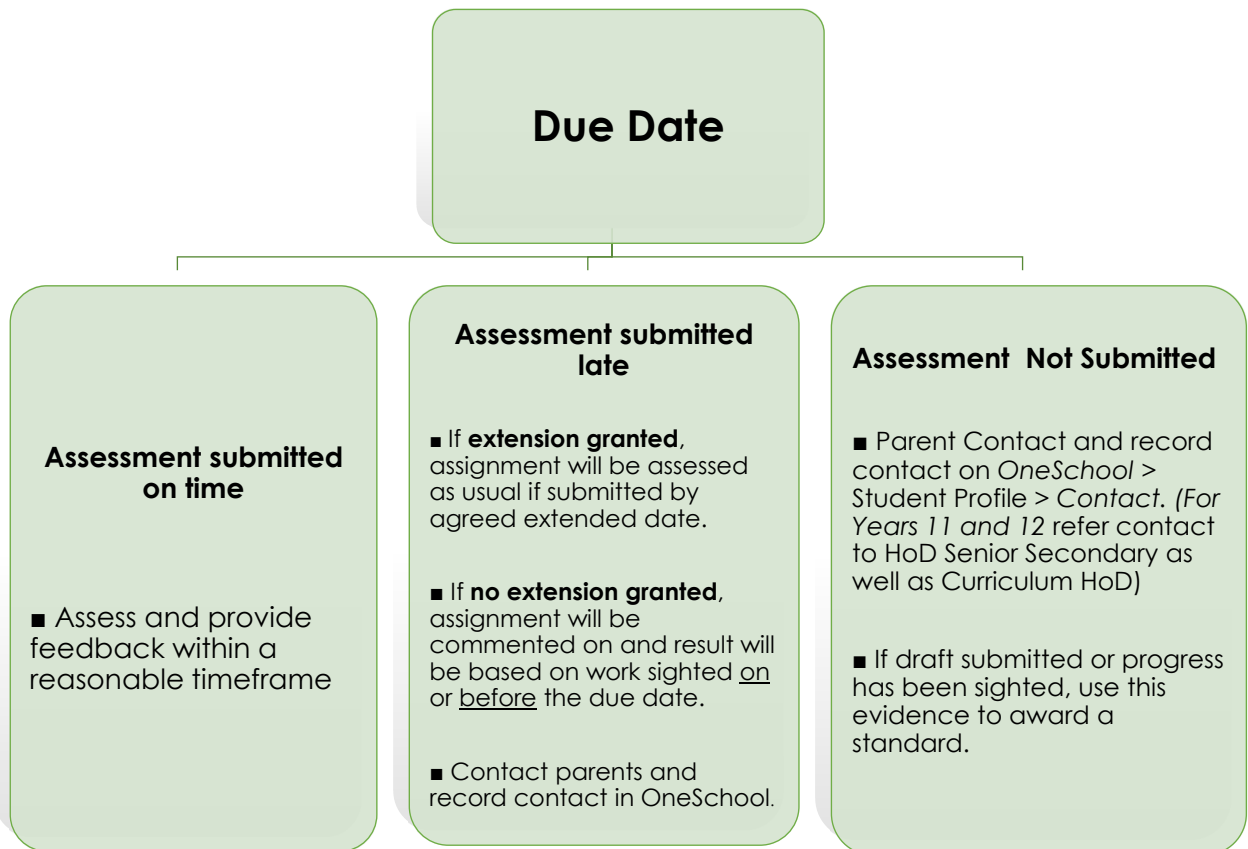 Due Date
Assessment submitted
on time
■ Assess and provide
feedback within a
reasonable timeframe
Assessment submitted
late
■ If extension granted,
assignment will be assessed
as usual if submitted by
agreed extended date.
■ If no extension granted,
assignment will be
commented on and result will
be based on work sighted on
or before the due date.
■ Contact parents and
record contact in OneSchool.
Assessment  Not Submitted
■ Parent Contact and record
contact on OneSchool >
Student Profile > Contact. (For
Years 11 and 12 refer contact
to HoD Senior Secondary as
well as Curriculum HoD)
■ If draft submitted or progress
has been sighted, use this
evidence to award a
standard.